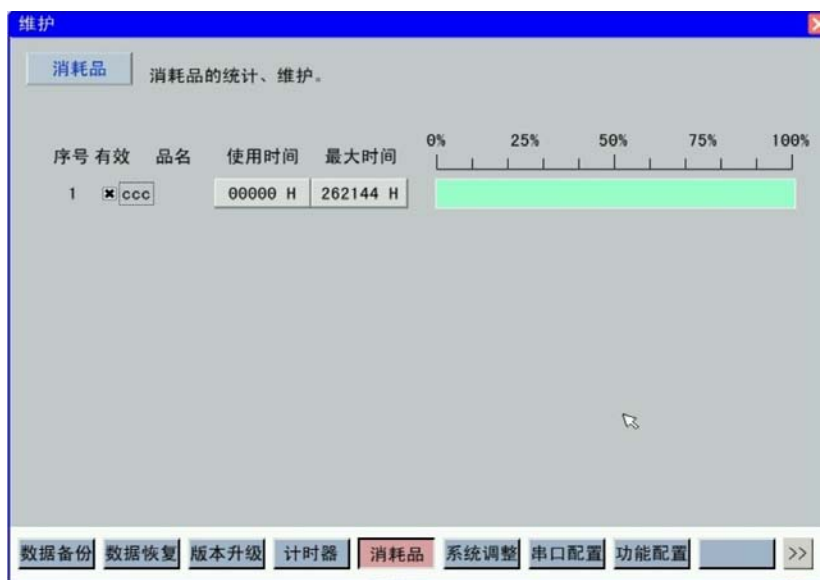 维护
消耗品 消耗品的统计、维护。
0% 25% 50% 75% 100%
序号 有效 品名 使用时间 最大时间
1 ccc 00000 H 262144 H
数据备份 数据恢复 版本升级 计时器 消耗品 系统调整 串口配置 功能配置 >>